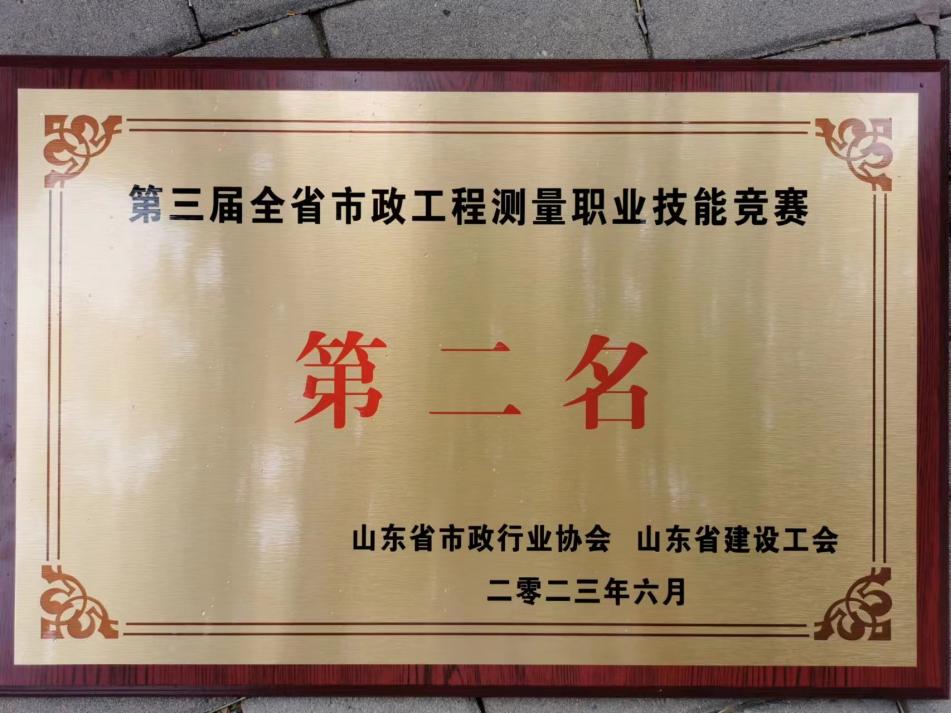 第三届全省市政工程测量职业技能竞赛
第二名
山东省市政行业协会 山东省建设工会
二零二三年六月